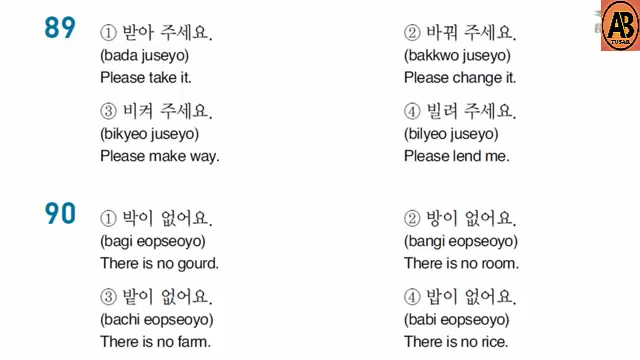 89
① 받아 주세요.
(bada juseyo)
Please take it.
② 바꿔 주세요.
(bakkwo juseyo)
Please change it.
③ 비켜 주세요.
(bikyeo juseyo)
Please make way.
④ 빌려 주세요.
(bilyeo juseyo)
Please lend me.
90
① 박이 없어요.
(bagi eopseoyo)
There is no gourd.
② 방이 없어요.
(bangi eopseoyo)
There is no room.
③ 밭이 없어요.
(bachi eopseoyo)
There is no farm.
④ 밥이 없어요.
(babi eopseoyo)
There is no rice.
AB